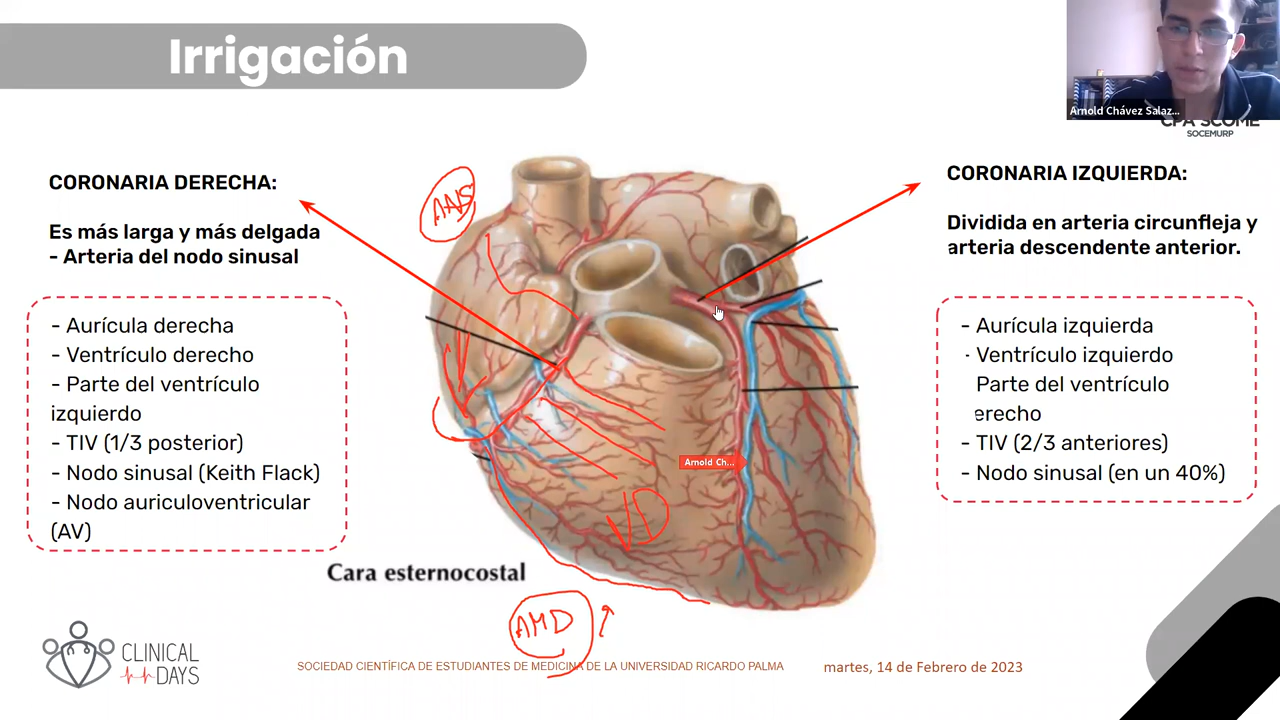 Irrigación
Arnold Chávez Salaz...
CPA SCOME
SOCEMURP
CORONARIA DERECHA:
Es más larga y más delgada
- Arteria del nodo sinusal
- Aurícula derecha
- Ventrículo derecho
- Parte del ventrículo
izquierdo
- TIV (1/3 posterior)
- Nodo sinusal (Keith Flack)
- Nodo auriculoventricular
(AV)
ANS
Arnold Ch...
VD
Cara esternocostal
AMD
CORONARIA IZQUIERDA:
Dividida en arteria circunfleja y
arteria descendente anterior.
- Aurícula izquierda
- Ventrículo izquierdo
Parte del ventrículo
erecho
- TIV (2/3 anteriores)
- Nodo sinusal (en un 40%)
CLINICAL
DAYS
SOCIEDAD CIENTÍFICA DE ESTUDIANTES DE MEDICINA DE LA UNIVERSIDAD RICARDO PALMA
martes, 14 de Febrero de 2023